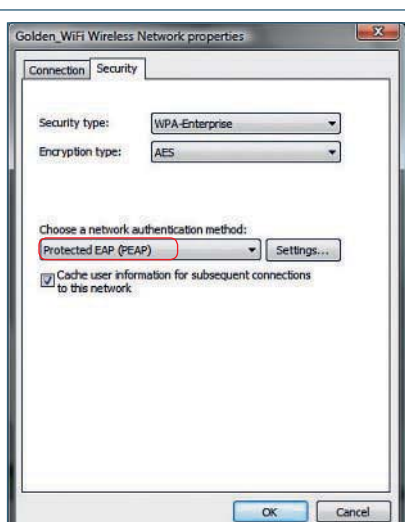 Golden_WiFi Wireless Network properties
Connection Security
Security type: WPA-Enterprise
Encryption type: AES
Choose a network authentication method:
Protected EAP (PEAP) Settings...
Cache user information for subsequent connections
to this network
OK Cancel